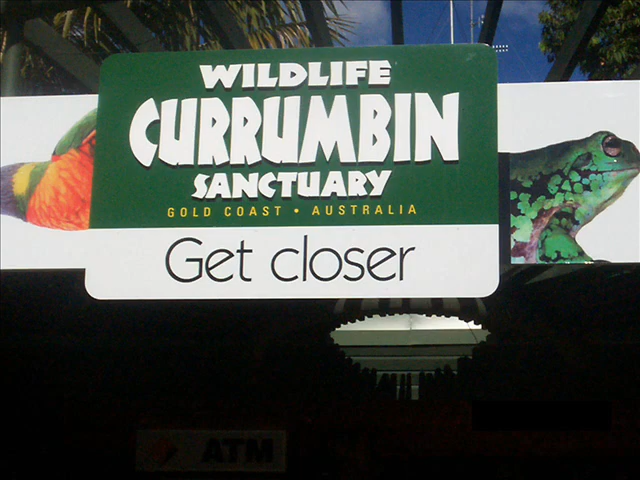 WILDLIFE
CURRUMBIN
SANCTUARY
GOLD COAST • AUSTRALIA
Get closer
ATM